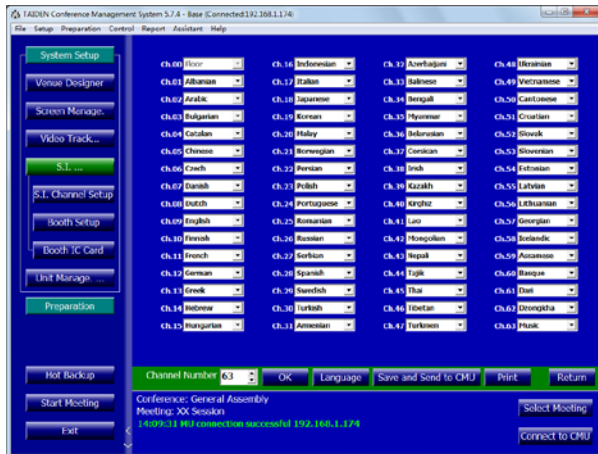 TAIDEN Conference Management System 5.7.4 - Base (Connected:192.168.1.174)
File Setup Preparation Control Report Assistant Help
System Setup
Venue Designer
Screen Manage.
Video Track...
S.I. ...
S.I. Channel Setup
Booth Setup
Booth IC Card
Unit Manage. ...
Preparation
Hot Backup
Start Meeting
Exit
Ch.00 Floor Ch.16 Indonesian Ch.32 Azerbaijani Ch.48 Ukrainian
Ch.01 Albanian Ch.17 Italian Ch.33 Balinese Ch.49 Vietnamese
Ch.02 Arabic Ch.18 Japanese Ch.34 Bengali Ch.50 Cantonese
Ch.03 Bulgarian Ch.19 Korean Ch.35 Myanmar Ch.51 Croatian
Ch.04 Catalan Ch.20 Malay Ch.36 Belarusian Ch.52 Slovak
Ch.05 Chinese Ch.21 Norwegian Ch.37 Corsican Ch.53 Slovenian
Ch.06 Czech Ch.22 Persian Ch.38 Irish Ch.54 Estonian
Ch.07 Danish Ch.23 Polish Ch.39 Kazakh Ch.55 Latvian
Ch.08 Dutch Ch.24 Portuguese Ch.40 Kirghiz Ch.56 Lithuanian
Ch.09 English Ch.25 Romanian Ch.41 Lao Ch.57 Georgian
Ch.10 Finnish Ch.26 Russian Ch.42 Mongolian Ch.58 Icelandic
Ch.11 French Ch.27 Serbian Ch.43 Nepali Ch.59 Assamese
Ch.12 German Ch.28 Spanish Ch.44 Tajik Ch.60 Basque
Ch.13 Greek Ch.29 Swedish Ch.45 Thai Ch.61 Dari
Ch.14 Hebrew Ch.30 Turkish Ch.46 Tibetan Ch.62 Dzongkha
Ch.15 Hungarian Ch.31 Armenian Ch.47 Turkmen Ch.63 Music
Channel Number 63 OK Language Save and Send to CMU Print Return
Conference: General Assembly
Meeting: XX Session
14:09:31 MU connection successful 192.168.1.174
Select Meeting
Connect to CMU